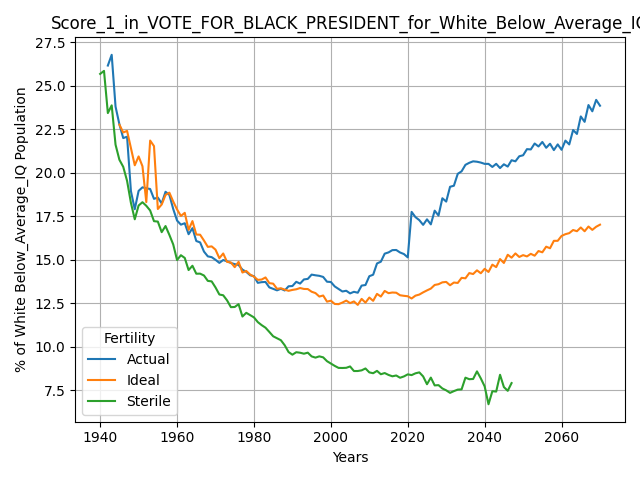 Score_1_in_VOTE_FOR_BLACK_PRESIDENT_for_White_Below_Average_IQ
27.5
25.0
22.5
20.0
17.5
15.0
12.5
10.0
7.5
% of White Below_Average_IQ Population
Fertility
Actual
Ideal
Sterile
1940 1960 1980 2000 2020 2040 2060
Years